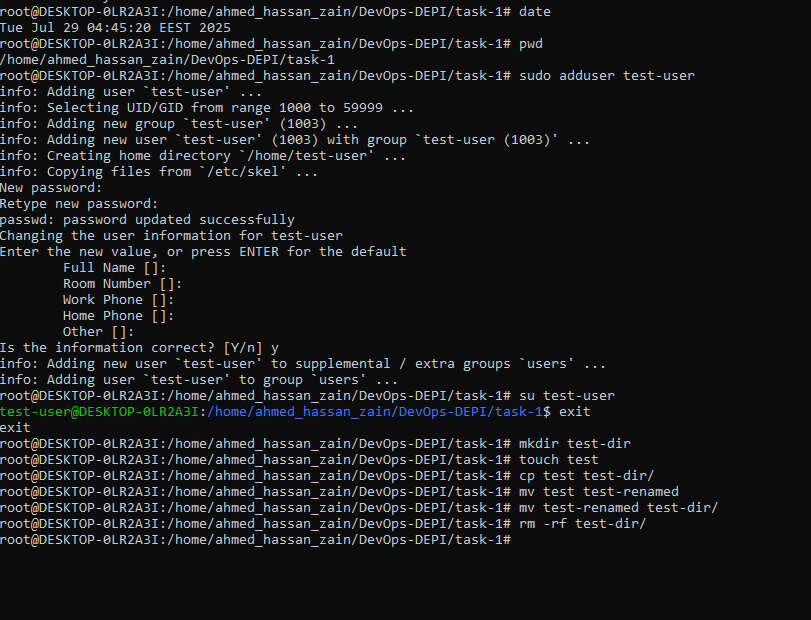 root@DESKTOP-0LR2A3I:/home/ahmed_hassan_zain/DevOps-DEPI/task-1# date
Tue Jul 29 04:45:20 EEST 2025
root@DESKTOP-0LR2A3I:/home/ahmed_hassan_zain/DevOps-DEPI/task-1# pwd
/home/ahmed_hassan_zain/DevOps-DEPI/task-1
root@DESKTOP-0LR2A3I:/home/ahmed_hassan_zain/DevOps-DEPI/task-1# sudo adduser test-user
info: Adding user `test-user' ...
info: Selecting UID/GID from range 1000 to 59999 ...
info: Adding new group `test-user' (1003) ...
info: Adding new user `test-user' (1003) with group `test-user (1003)' ...
info: Creating home directory `/home/test-user' ...
info: Copying files from `/etc/skel' ...
New password:
Retype new password:
passwd: password updated successfully
Changing the user information for test-user
Enter the new value, or press ENTER for the default
        Full Name []:
        Room Number []:
        Work Phone []:
        Home Phone []:
        Other []:
Is the information correct? [Y/n] y
info: Adding new user `test-user' to supplemental / extra groups `users' ...
info: Adding user `test-user' to group `users' ...
root@DESKTOP-0LR2A3I:/home/ahmed_hassan_zain/DevOps-DEPI/task-1# su test-user
test-user@DESKTOP-0LR2A3I:/home/ahmed_hassan_zain/DevOps-DEPI/task-1$ exit
exit
root@DESKTOP-0LR2A3I:/home/ahmed_hassan_zain/DevOps-DEPI/task-1# mkdir test-dir
root@DESKTOP-0LR2A3I:/home/ahmed_hassan_zain/DevOps-DEPI/task-1# touch test
root@DESKTOP-0LR2A3I:/home/ahmed_hassan_zain/DevOps-DEPI/task-1# cp test test-dir/
root@DESKTOP-0LR2A3I:/home/ahmed_hassan_zain/DevOps-DEPI/task-1# mv test test-renamed
root@DESKTOP-0LR2A3I:/home/ahmed_hassan_zain/DevOps-DEPI/task-1# mv test-renamed test-dir/
root@DESKTOP-0LR2A3I:/home/ahmed_hassan_zain/DevOps-DEPI/task-1# rm -rf test-dir/
root@DESKTOP-0LR2A3I:/home/ahmed_hassan_zain/DevOps-DEPI/task-1#